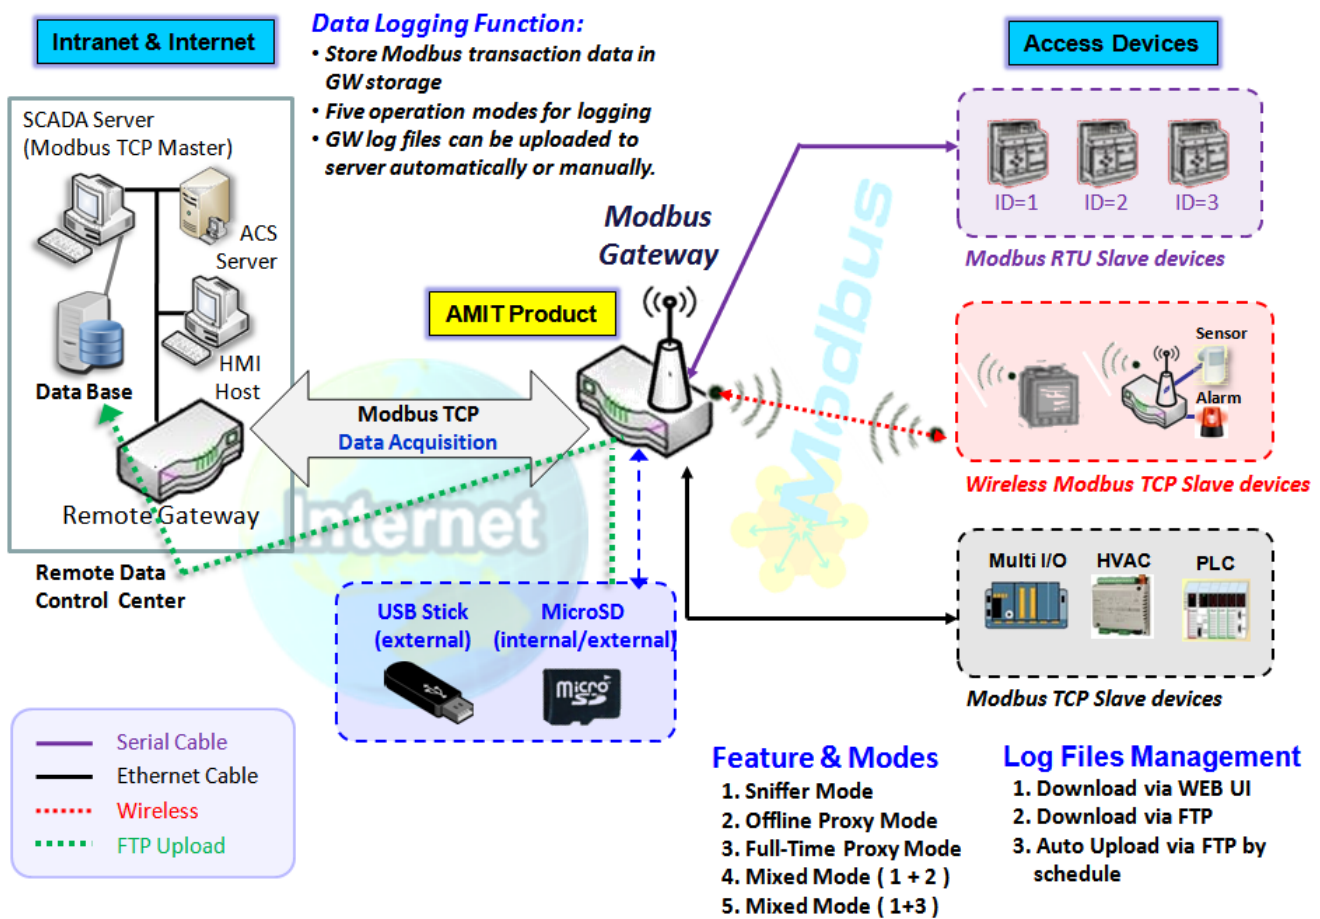 Intranet & Internet
Data Logging Function:
• Store Modbus transaction data in
GW storage
• Five operation modes for logging
• GW log files can be uploaded to
server automatically or manually.
Access Devices
SCADA Server
(Modbus TCP Master)
ACS
Server
HMI
Host
Data Base
Remote Gateway
Remote Data
Control Center
AMIT Product
Modbus
Gateway
Modbus TCP
Data Acquisition
Internet
Modbus
ID=1
ID=2
ID=3
Modbus RTU Slave devices
Sensor
Alarm
Wireless Modbus TCP Slave devices
Multi I/O
HVAC
PLC
Modbus TCP Slave devices
USB Stick
(external)
MicroSD
(internal/external)
Micro
SD
Serial Cable
Ethernet Cable
Wireless
FTP Upload
Feature & Modes
1. Sniffer Mode
2. Offline Proxy Mode
3. Full-Time Proxy Mode
4. Mixed Mode ( 1 + 2 )
5. Mixed Mode ( 1+3 )
Log Files Management
1. Download via WEB UI
2. Download via FTP
3. Auto Upload via FTP by
schedule